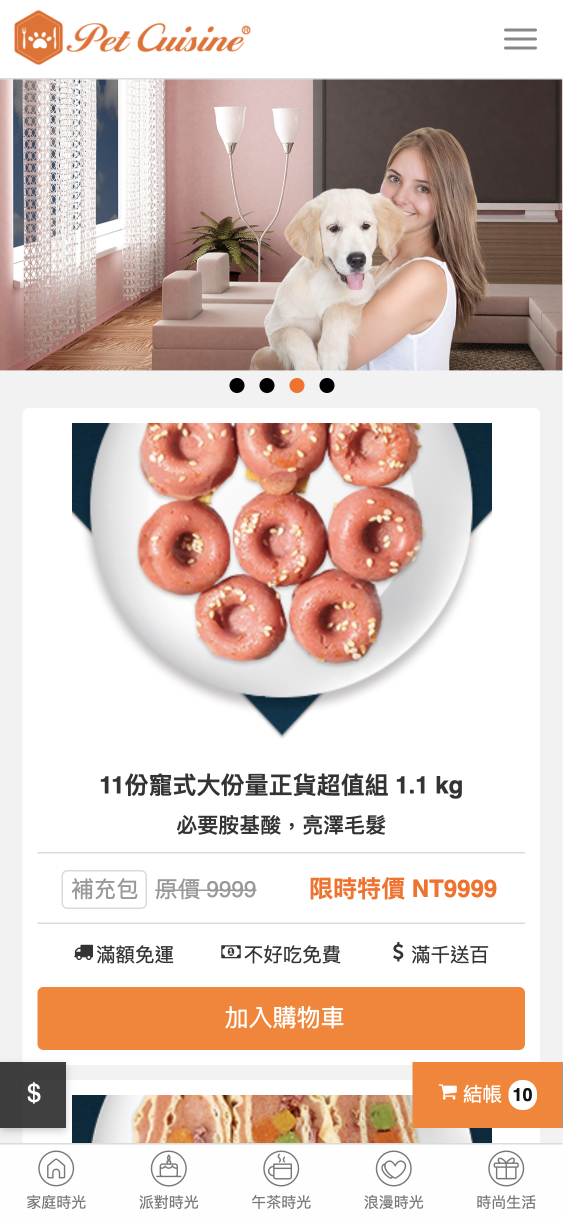 Pet Cuisine®
11份寵式大份量正貨超值組 1.1 kg
必要胺基酸，亮澤毛髮
補充包 原價 9999 限時特價 NT9999
滿額免運 不好吃免費 $ 滿千送百
加入購物車
$ 結帳 10
家庭時光 派對時光 午茶時光 浪漫時光 時尚生活